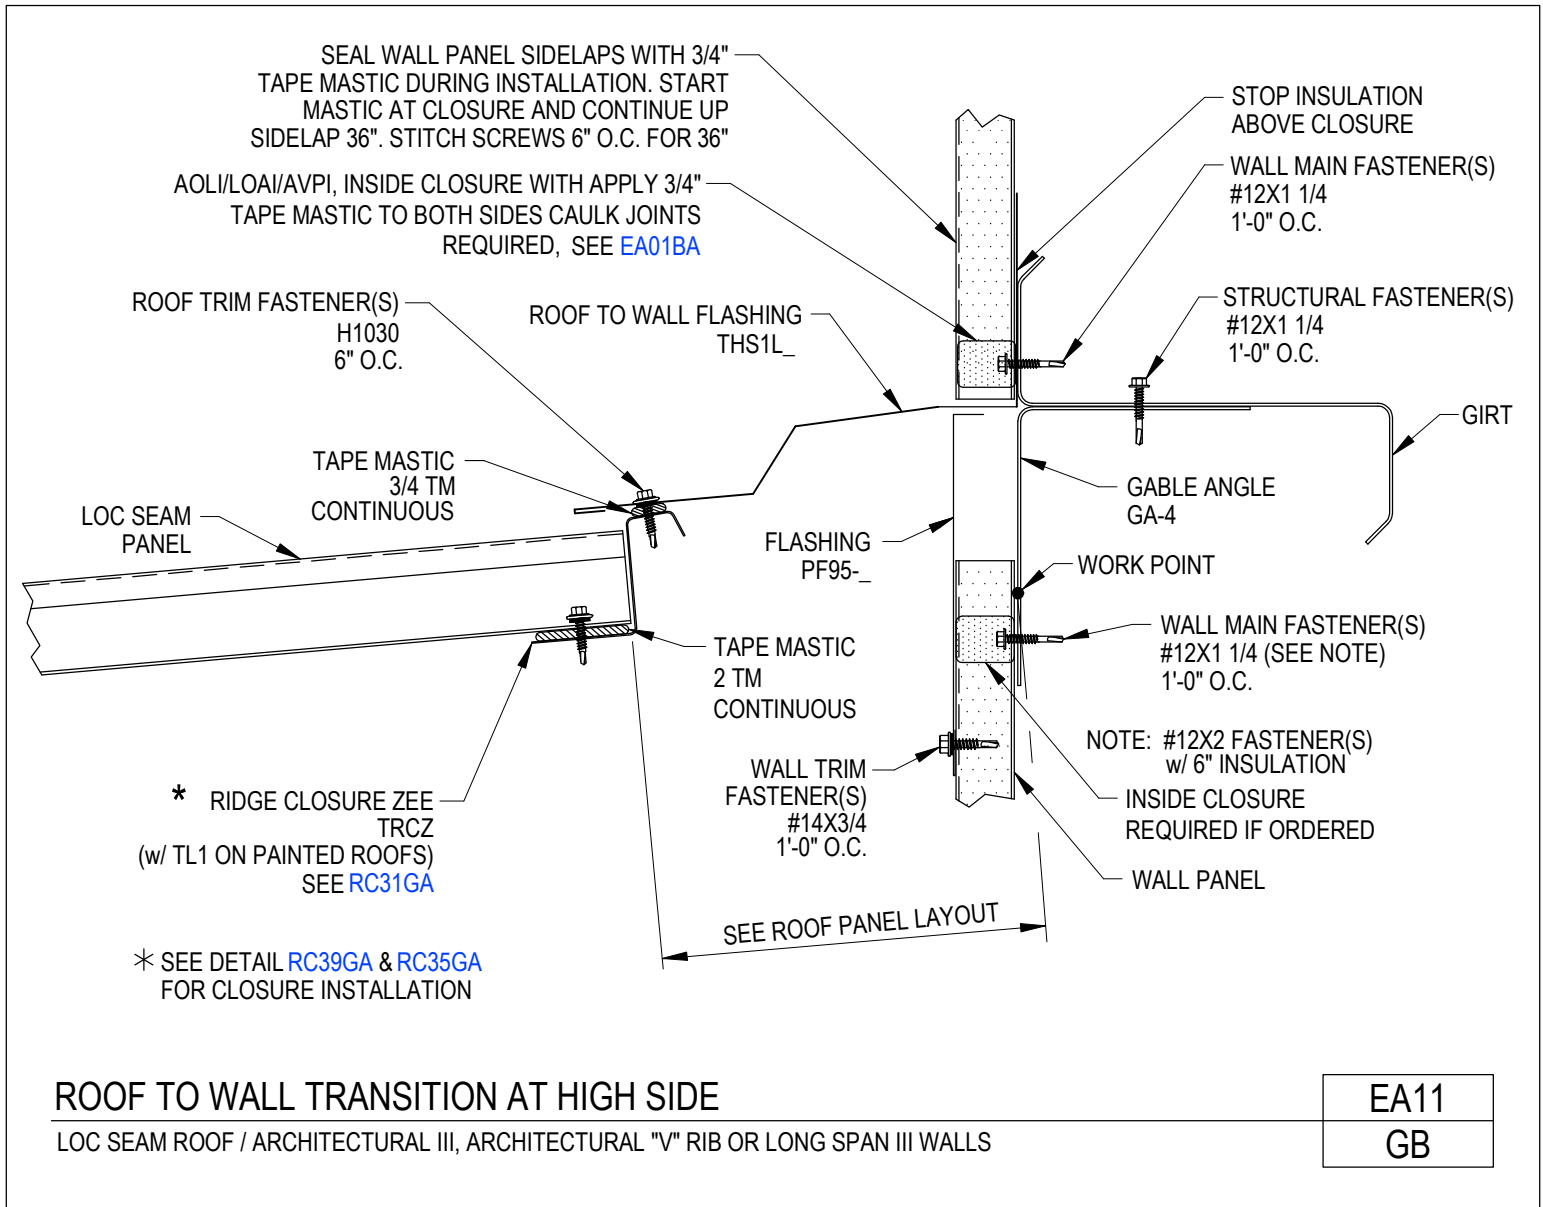 SEAL WALL PANEL SIDELAPS WITH 3/4"
TAPE MASTIC DURING INSTALLATION. START
MASTIC AT CLOSURE AND CONTINUE UP
SIDELAP 36". STITCH SCREWS 6" O.C. FOR 36"
AOLI/LOAI/AVPI, INSIDE CLOSURE WITH APPLY 3/4"
TAPE MASTIC TO BOTH SIDES CAULK JOINTS
REQUIRED, SEE EA01BA
ROOF TRIM FASTENER(S)
H1030
6" O.C.
ROOF TO WALL FLASHING
THS1L_
STOP INSULATION
ABOVE CLOSURE
WALL MAIN FASTENER(S)
#12X1 1/4
1'-0" O.C.
STRUCTURAL FASTENER(S)
#12X1 1/4
1'-0" O.C.
GIRT
TAPE MASTIC
3/4 TM
CONTINUOUS
LOC SEAM
PANEL
GABLE ANGLE
GA-4
FLASHING
PF95-_
WORK POINT
TAPE MASTIC
2 TM
CONTINUOUS
WALL MAIN FASTENER(S)
#12X1 1/4 (SEE NOTE)
1'-0" O.C.
NOTE: #12X2 FASTENER(S)
w/ 6" INSULATION
WALL TRIM
FASTENER(S)
#14X3/4
1'-0" O.C.
INSIDE CLOSURE
REQUIRED IF ORDERED
WALL PANEL
* RIDGE CLOSURE ZEE
TRCZ
(w/ TL1 ON PAINTED ROOFS)
SEE RC31GA
SEE ROOF PANEL LAYOUT
* SEE DETAIL RC39GA & RC35GA
FOR CLOSURE INSTALLATION
ROOF TO WALL TRANSITION AT HIGH SIDE
EA11
LOC SEAM ROOF / ARCHITECTURAL III, ARCHITECTURAL "V" RIB OR LONG SPAN III WALLS
GB